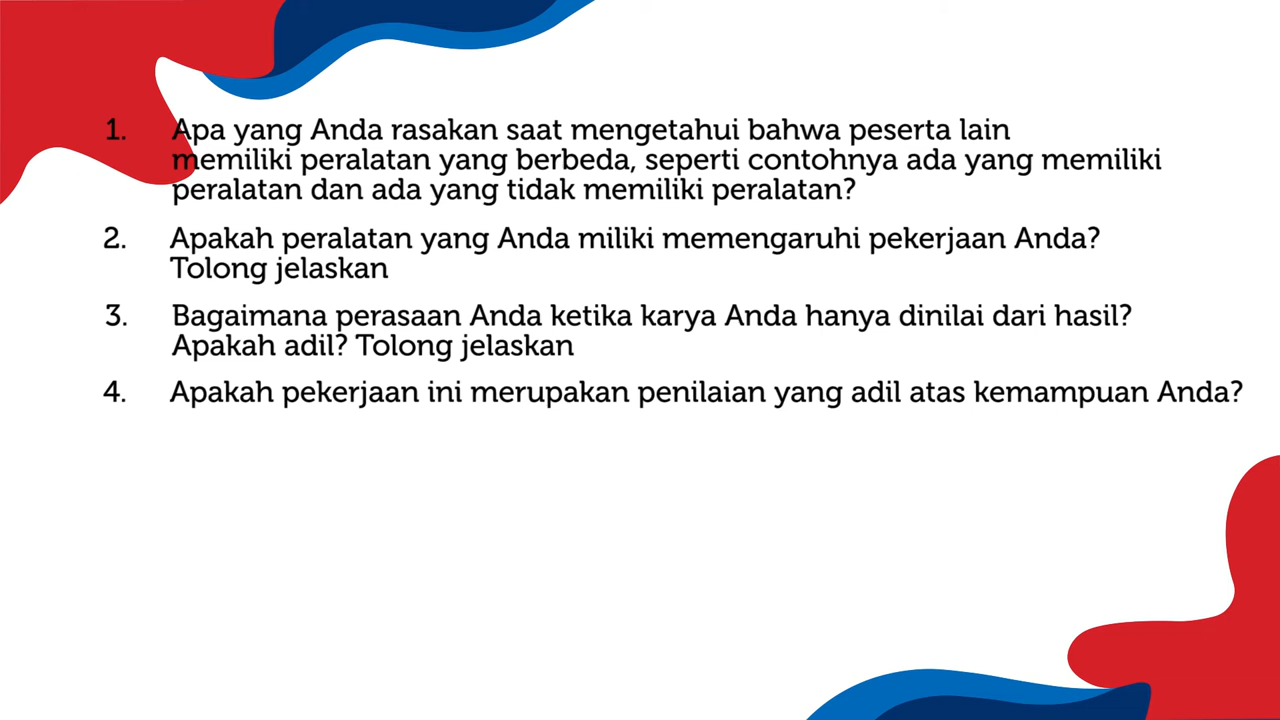 1. Apa yang Anda rasakan saat mengetahui bahwa peserta lain
memiliki peralatan yang berbeda, seperti contohnya ada yang memiliki
peralatan dan ada yang tidak memiliki peralatan?
2. Apakah peralatan yang Anda miliki memengaruhi pekerjaan Anda?
Tolong jelaskan
3. Bagaimana perasaan Anda ketika karya Anda hanya dinilai dari hasil?
Apakah adil? Tolong jelaskan
4. Apakah pekerjaan ini merupakan penilaian yang adil atas kemampuan Anda?